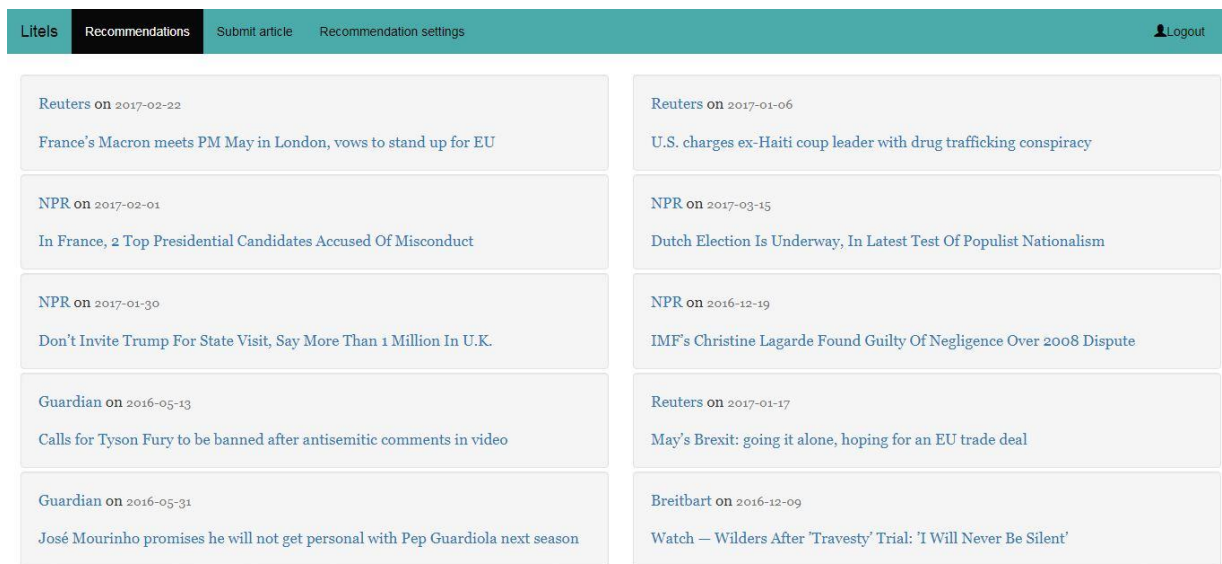 Litels Recommendations Submit article Recommendation settings Logout
Reuters on 2017-02-22
France's Macron meets PM May in London, vows to stand up for EU
NPR on 2017-02-01
In France, 2 Top Presidential Candidates Accused Of Misconduct
NPR on 2017-01-30
Don't Invite Trump For State Visit, Say More Than 1 Million In U.K.
Guardian on 2016-05-13
Calls for Tyson Fury to be banned after antisemitic comments in video
Guardian on 2016-05-31
José Mourinho promises he will not get personal with Pep Guardiola next season
Reuters on 2017-01-06
U.S. charges ex-Haiti coup leader with drug trafficking conspiracy
NPR on 2017-03-15
Dutch Election Is Underway, In Latest Test Of Populist Nationalism
NPR on 2016-12-19
IMF's Christine Lagarde Found Guilty Of Negligence Over 2008 Dispute
Reuters on 2017-01-17
May's Brexit: going it alone, hoping for an EU trade deal
Breitbart on 2016-12-09
Watch — Wilders After 'Travesty' Trial: 'I Will Never Be Silent'